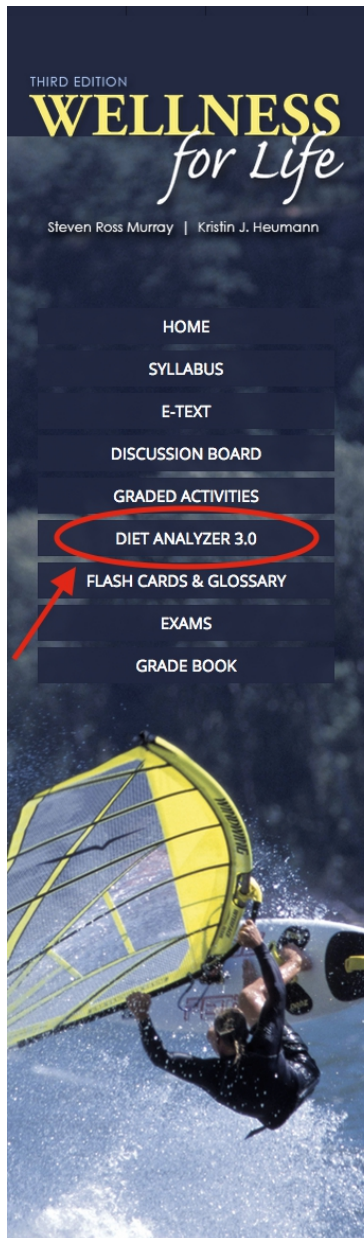 THIRD EDITION
WELLNESS
for Life
Steven Ross Murray | Kristin J. Heumann
HOME
SYLLABUS
E-TEXT
DISCUSSION BOARD
GRADED ACTIVITIES
DIET ANALYZER 3.0
FLASH CARDS & GLOSSARY
EXAMS
GRADE BOOK